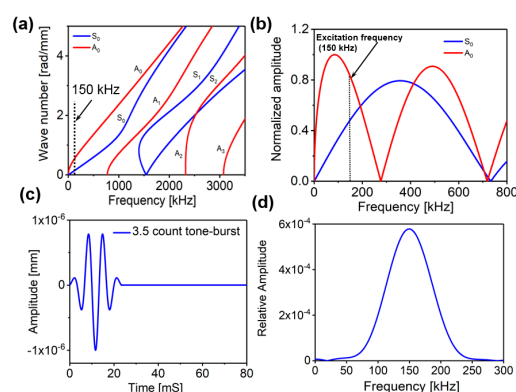 (a)
S₀
A₀
150 kHz
A₀
S₀
A₁
S₁
S₂
A₂
A₃
Wave number [rad/mm]
4
2
0
0
1000
2000
3000
Frequency [kHz]
(b)
Excitation frequency
(150 kHz)
S₀
A₀
Normalized amplitude
1.2
0.8
0.4
0.0
0
200
400
600
800
Frequency [kHz]
(c)
3.5 count tone-burst
Amplitude [mm]
1x10⁻⁶
0
-1x10⁻⁶
0
20
40
60
80
Time [mS]
(d)
Relative Amplitude
6x10⁻⁴
4x10⁻⁴
2x10⁻⁴
0
0
50
100
150
200
250
300
Frequency [kHz]